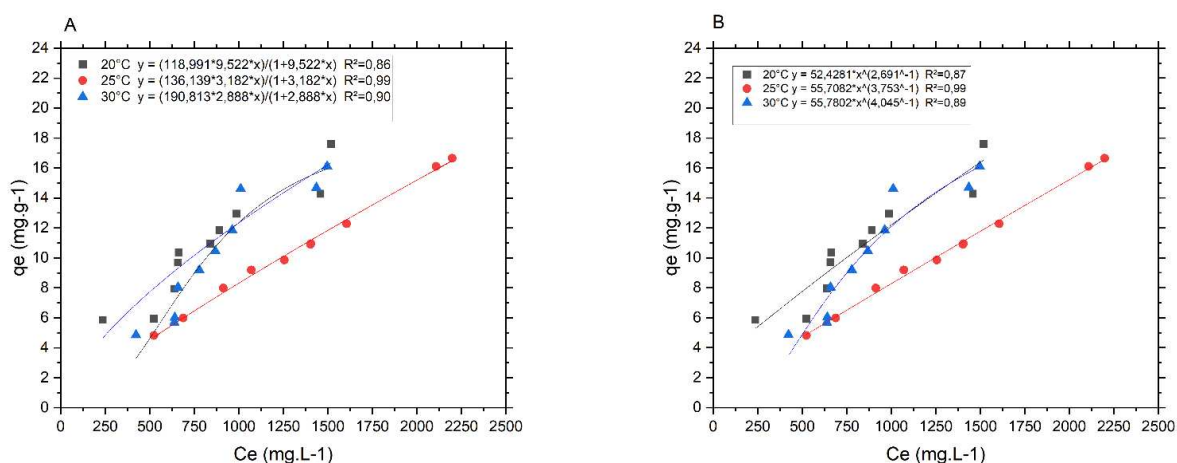 A
20°C y = (118,991*9,522*x)/(1+9,522*x) R²=0,86
25°C y = (136,139*3,182*x)/(1+3,182*x) R²=0,99
30°C y = (190,813*2,888*x)/(1+2,888*x) R²=0,90
24
22
20
18
16
14
12
10
8
6
4
2
0
qe (mg.g-1)
0 250 500 750 1000 1250 1500 1750 2000 2250 2500
Ce (mg.L-1)
B
20°C y = 52,4281*x^(2,691^-1) R²=0,87
25°C y = 55,7082*x^(3,753^-1) R²=0,99
30°C y = 55,7802*x^(4,045^-1) R²=0,89
24
22
20
18
16
14
12
10
8
6
4
2
0
qe (mg.g-1)
0 250 500 750 1000 1250 1500 1750 2000 2250 2500
Ce (mg.L-1)